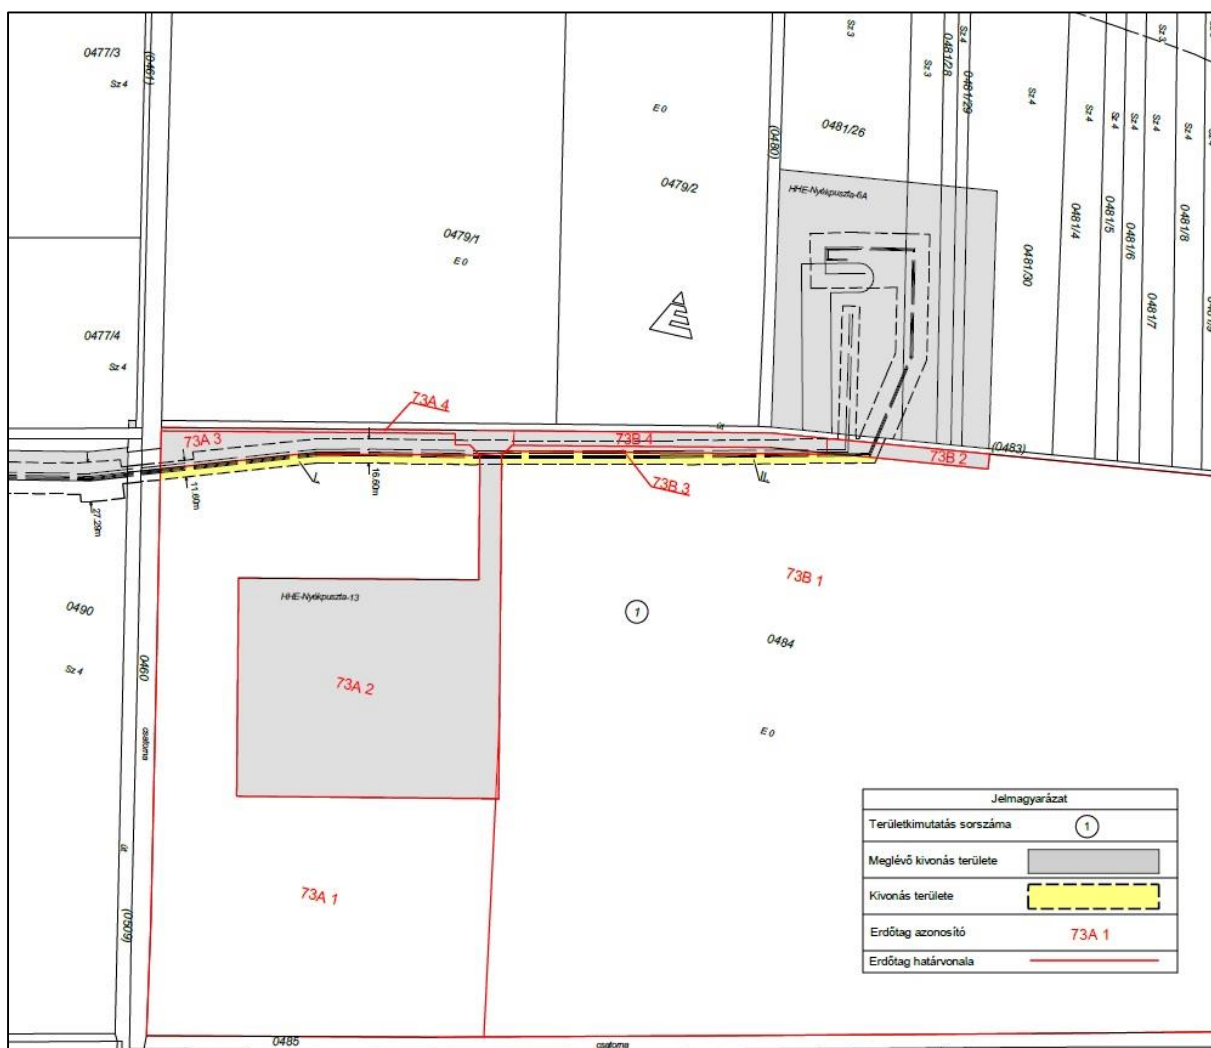 0477/3
Sz 4
(0461)
E 0
0479/2
0479/1
E 0
(0480)
Sz 3
0481/26
Sz 3
0481/28
Sz 4
0481/29
Sz 4
0481/30
Sz 4
0481/4
Sz 4
0481/5
Sz 4
0481/6
Sz 3
Sz 4
0481/7
Sz 4
0481/8
HHE-Nyékpuszta-6A
0477/4
Sz 4
73A 4
73A 3
73B 4
út
(0483)
73B 2
73B 3
I.
II.
11.60m
16.60m
27.29m
HHE-Nyékpuszta-13
73B 1
1
0484
E 0
0490
Sz 4
0460
csatorna
73A 2
73A 1
út
(0509)
0485
csatorna
Jelmagyarázat
Területkimutatás sorszáma 1
Meglévő kivonás területe
Kivonás területe
Erdőtag azonosító 73A 1
Erdőtag határvonala